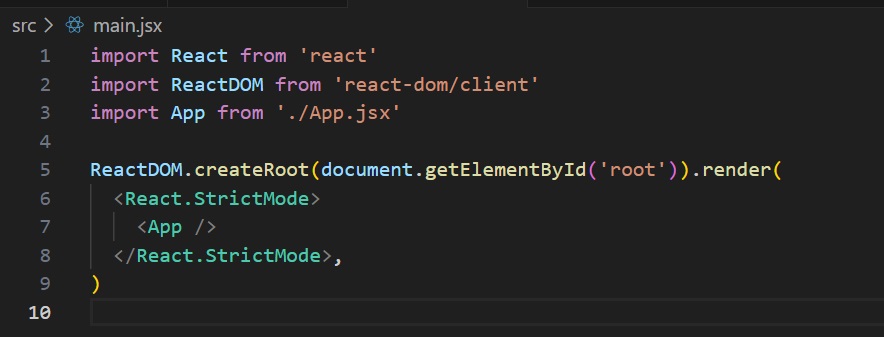 src > main.jsx
1 import React from 'react'
2 import ReactDOM from 'react-dom/client'
3 import App from './App.jsx'
4
5 ReactDOM.createRoot(document.getElementById('root')).render(
6   <React.StrictMode>
7     <App />
8   </React.StrictMode>,
9 )
10